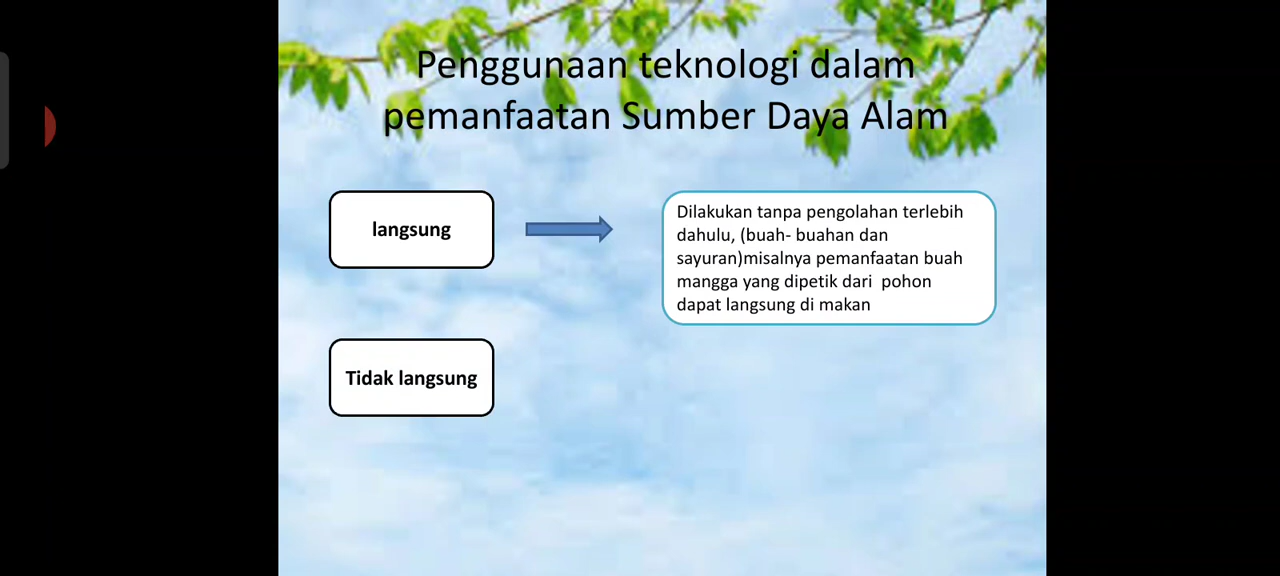 Penggunaan teknologi dalam
pemanfaatan Sumber Daya Alam
langsung
Dilakukan tanpa pengolahan terlebih
dahulu, (buah- buahan dan
sayuran)misalnya pemanfaatan buah
mangga yang dipetik dari  pohon
dapat langsung di makan
Tidak langsung